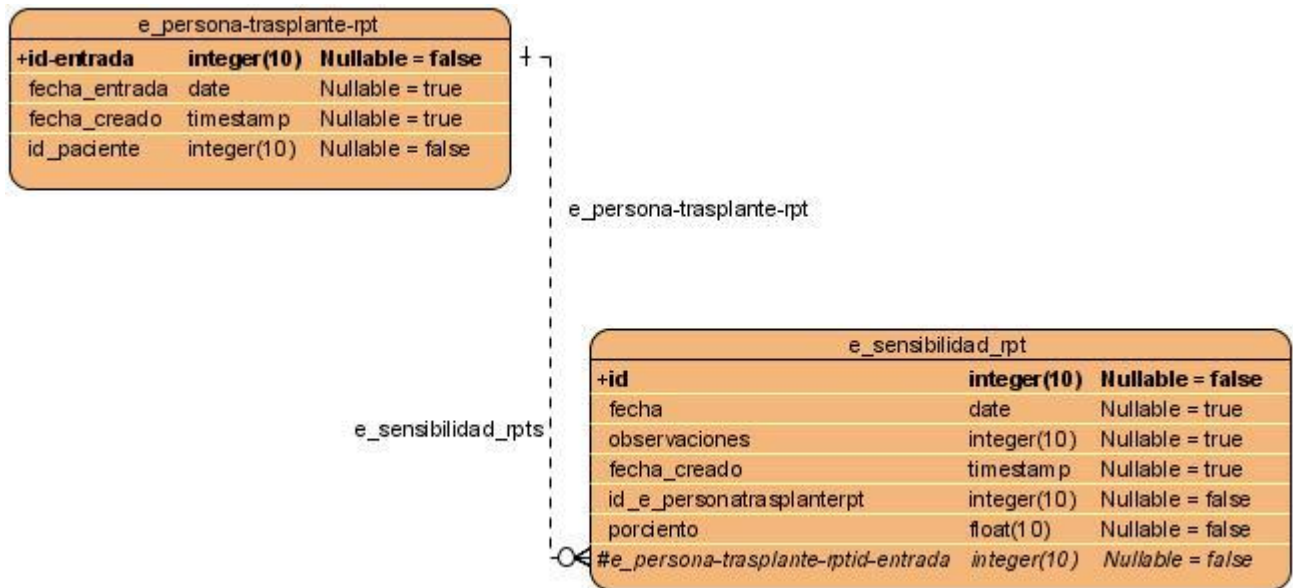 e_persona-trasplante-rpt
+id-entrada integer(10) Nullable = false
fecha_entrada date Nullable = true
fecha_creado timestamp Nullable = true
id_paciente integer(10) Nullable = false
e_persona-trasplante-rpt
e_sensibilidad_rpts
e_sensibilidad_rpt
+id integer(10) Nullable = false
fecha date Nullable = true
observaciones integer(10) Nullable = true
fecha_creado timestamp Nullable = true
id_e_personatrasplanterpt integer(10) Nullable = false
porciento float(10) Nullable = false
#e_persona-trasplante-rptid-entrada integer(10) Nullable = false